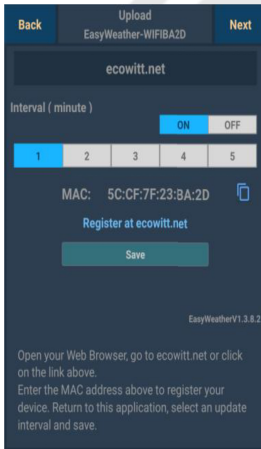 Back Upload Next
EasyWeather-WIFIBA2D
ecowitt.net
Interval ( minute )
ON OFF
1 2 3 4 5
MAC: 5C:CF:7F:23:BA:2D
Register at ecowitt.net
Save
EasyWeatherV1.3.8.2
Open your Web Browser, go to ecowitt.net or click
on the link above.
Enter the MAC address above to register your
device. Return to this application, select an update
interval and save.